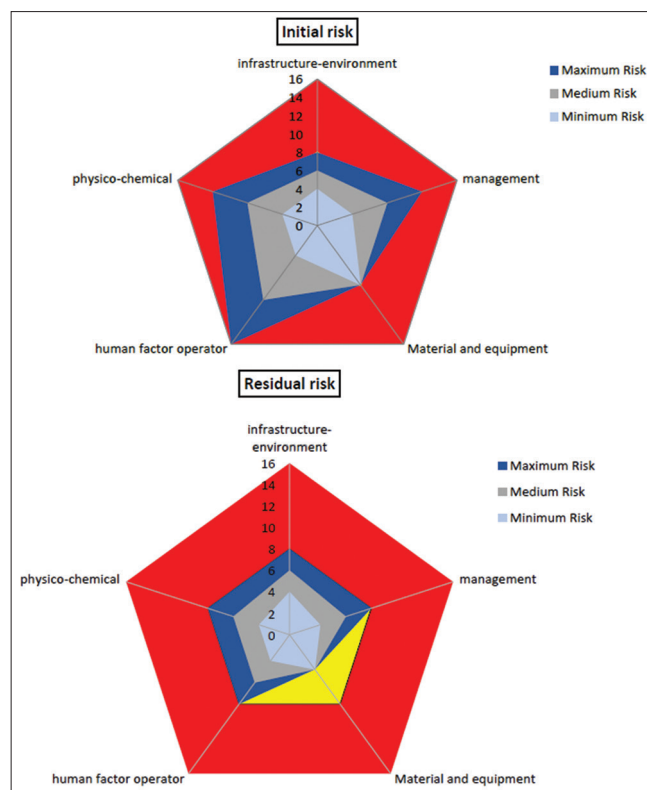 Initial risk
infrastructure-environment
16
14
12
10
8
6
4
2
0
Maximum Risk
Medium Risk
Minimum Risk
physico-chemical
management
human factor operator
Material and equipment
Residual risk
infrastructure-
environment
16
14
12
10
8
6
4
2
0
Maximum Risk
Medium Risk
Minimum Risk
physico-chemical
management
human factor operator
Material and equipment